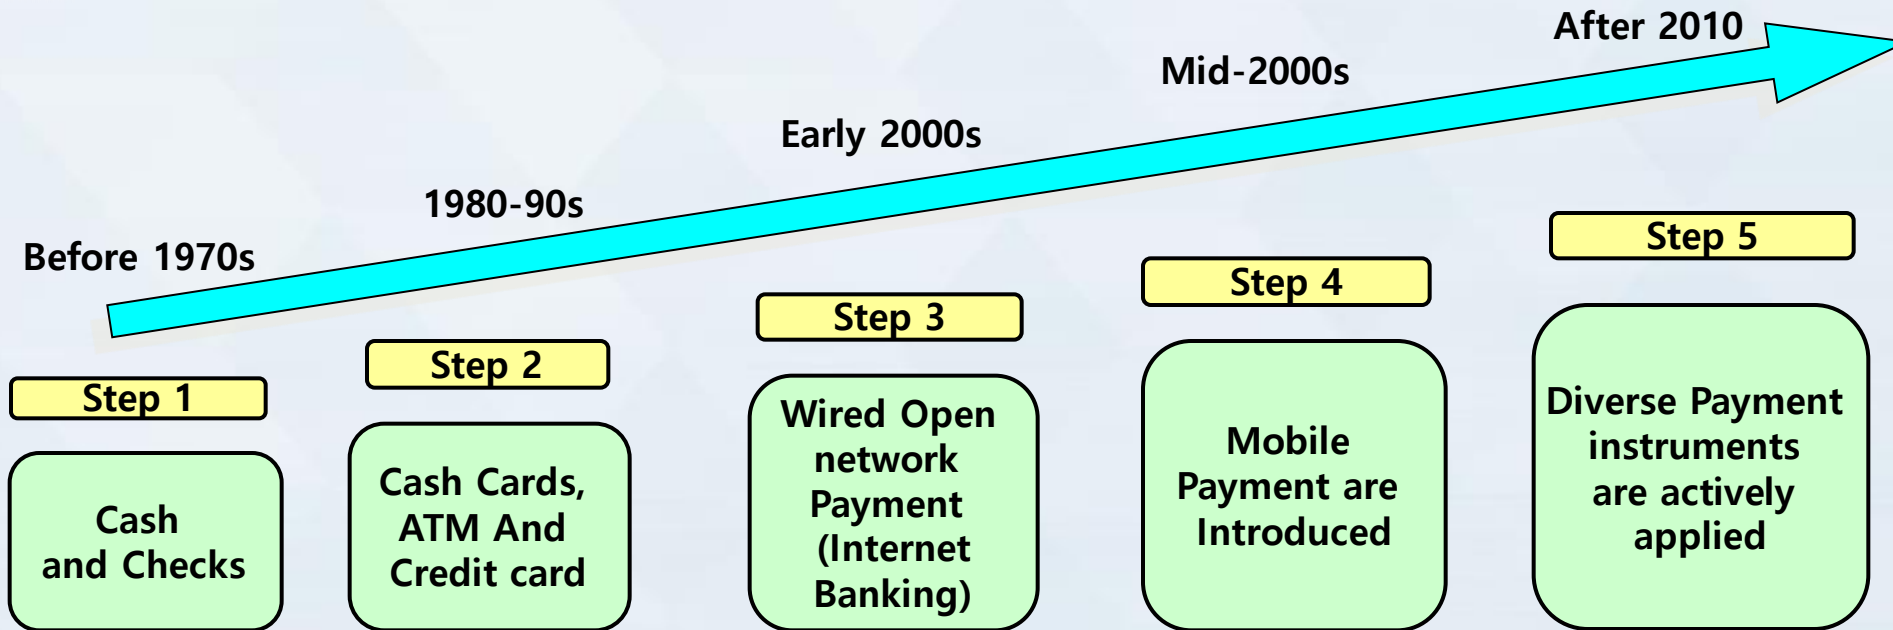 After 2010
Mid-2000s
Early 2000s
1980-90s
Before 1970s
Step 1
Cash
and Checks
Step 2
Cash Cards,
ATM And
Credit card
Step 3
Wired Open
network
Payment
(Internet
Banking)
Step 4
Mobile
Payment are
Introduced
Step 5
Diverse Payment
instruments
are actively
applied